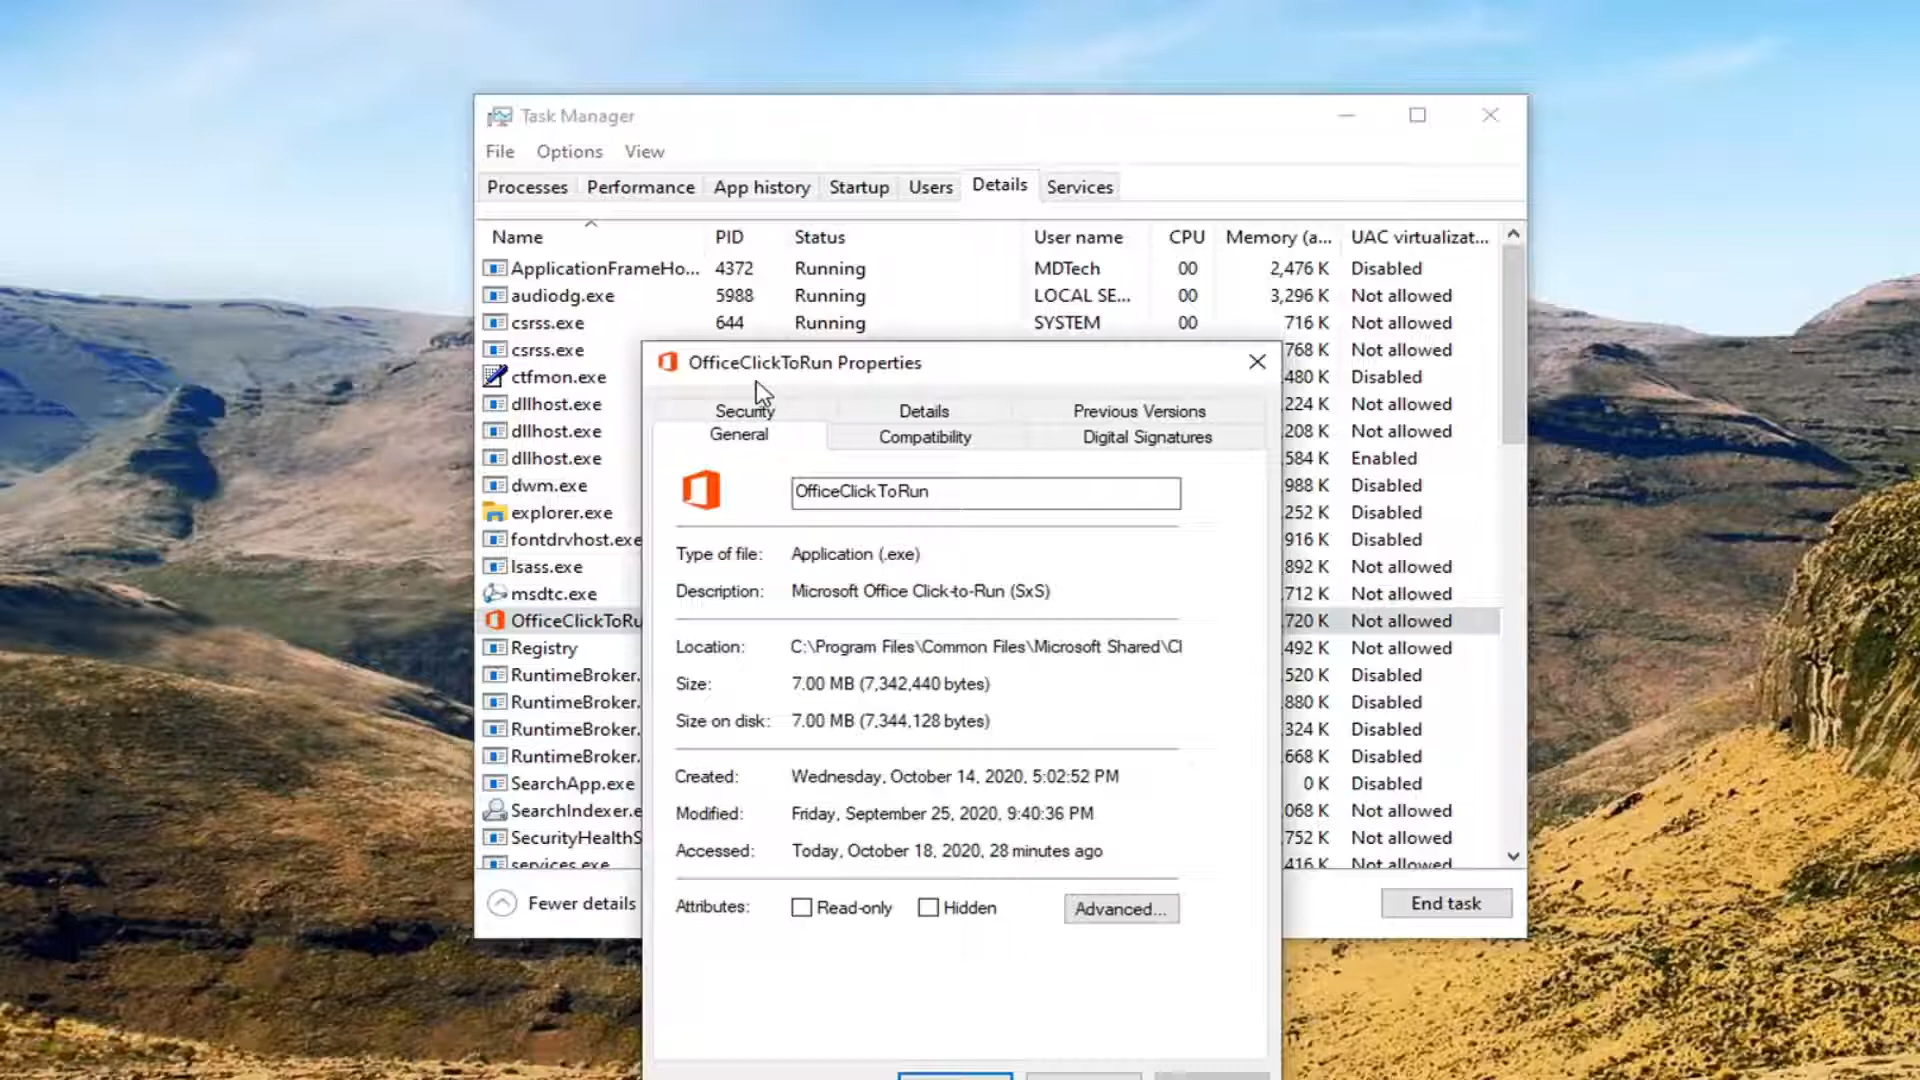 Task Manager
File Options View
Processes Performance App history Startup Users Details Services
Name PID Status User name CPU Memory (a... UAC virtualizat...
ApplicationFrameHo... 4372 Running MDTech 00 2,476 K Disabled
audiodg.exe 5988 Running LOCAL SE... 00 3,296 K Not allowed
csrss.exe 644 Running SYSTEM 00 716 K Not allowed
csrss.exe 768 K Not allowed
ctfmon.exe 480 K Disabled
dllhost.exe 224 K Not allowed
dllhost.exe 208 K Not allowed
dllhost.exe 584 K Enabled
dwm.exe 988 K Disabled
explorer.exe 252 K Disabled
fontdrvhost.exe 916 K Disabled
lsass.exe 892 K Not allowed
msdtc.exe 712 K Not allowed
OfficeClickToRu 720 K Not allowed
Registry 492 K Not allowed
RuntimeBroker. 520 K Disabled
RuntimeBroker. 880 K Disabled
RuntimeBroker. 324 K Disabled
RuntimeBroker. 668 K Disabled
SearchApp.exe 0 K Disabled
SearchIndexer.e 068 K Not allowed
SecurityHealthS 752 K Not allowed
services.exe 416 K Not allowed
Fewer details End task
OfficeClickToRun Properties
Security Details Previous Versions
General Compatibility Digital Signatures
OfficeClickToRun
Type of file: Application (.exe)
Description: Microsoft Office Click-to-Run (SxS)
Location: C:\Program Files\Common Files\Microsoft Shared\Cl
Size: 7.00 MB (7,342,440 bytes)
Size on disk: 7.00 MB (7,344,128 bytes)
Created: Wednesday, October 14, 2020, 5:02:52 PM
Modified: Friday, September 25, 2020, 9:40:36 PM
Accessed: Today, October 18, 2020, 28 minutes ago
Attributes: Read-only Hidden Advanced...